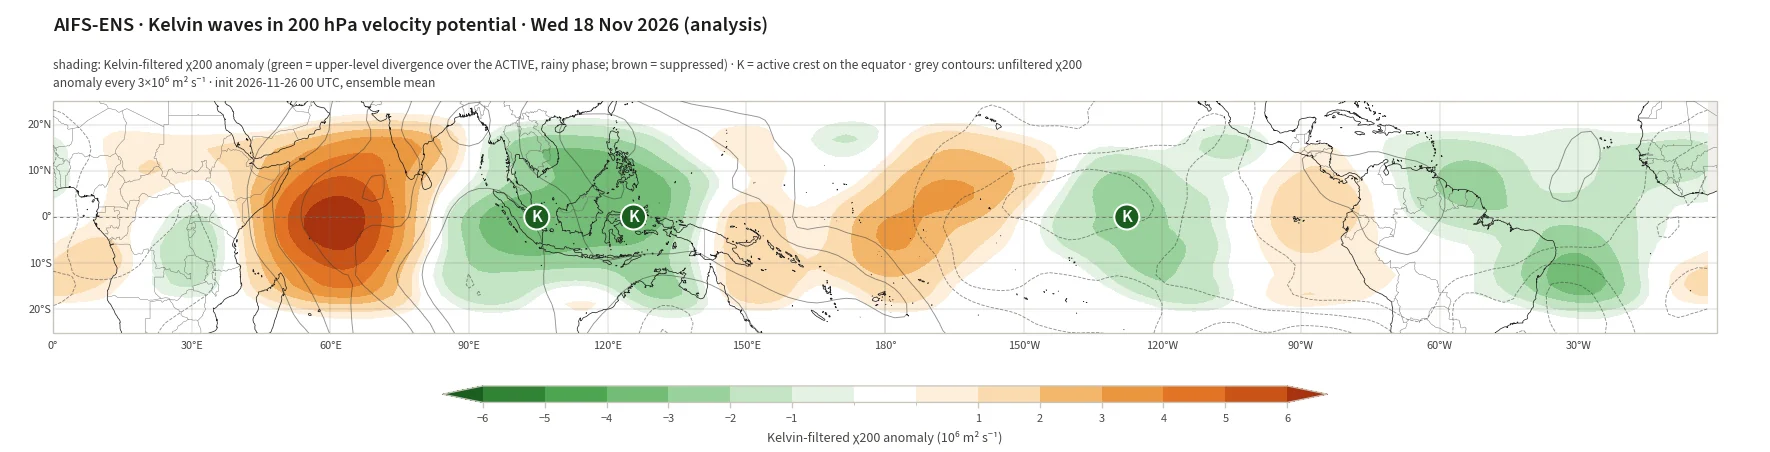 AIFS-ENS · Kelvin waves in 200 hPa velocity potential · Wed 18 Nov 2026 (analysis)
shading: Kelvin-filtered χ200 anomaly (green = upper-level divergence over the ACTIVE, rainy phase; brown = suppressed) · K = active crest on the equator · grey contours: unfiltered χ200
anomaly every 3×10⁶ m² s⁻¹ · init 2026-11-26 00 UTC, ensemble mean
20°N
10°N
0°
10°S
20°S
K K K
0° 30°E 60°E 90°E 120°E 150°E 180° 150°W 120°W 90°W 60°W 30°W
−6 −5 −4 −3 −2 −1 1 2 3 4 5 6
Kelvin-filtered χ200 anomaly (10⁶ m² s⁻¹)